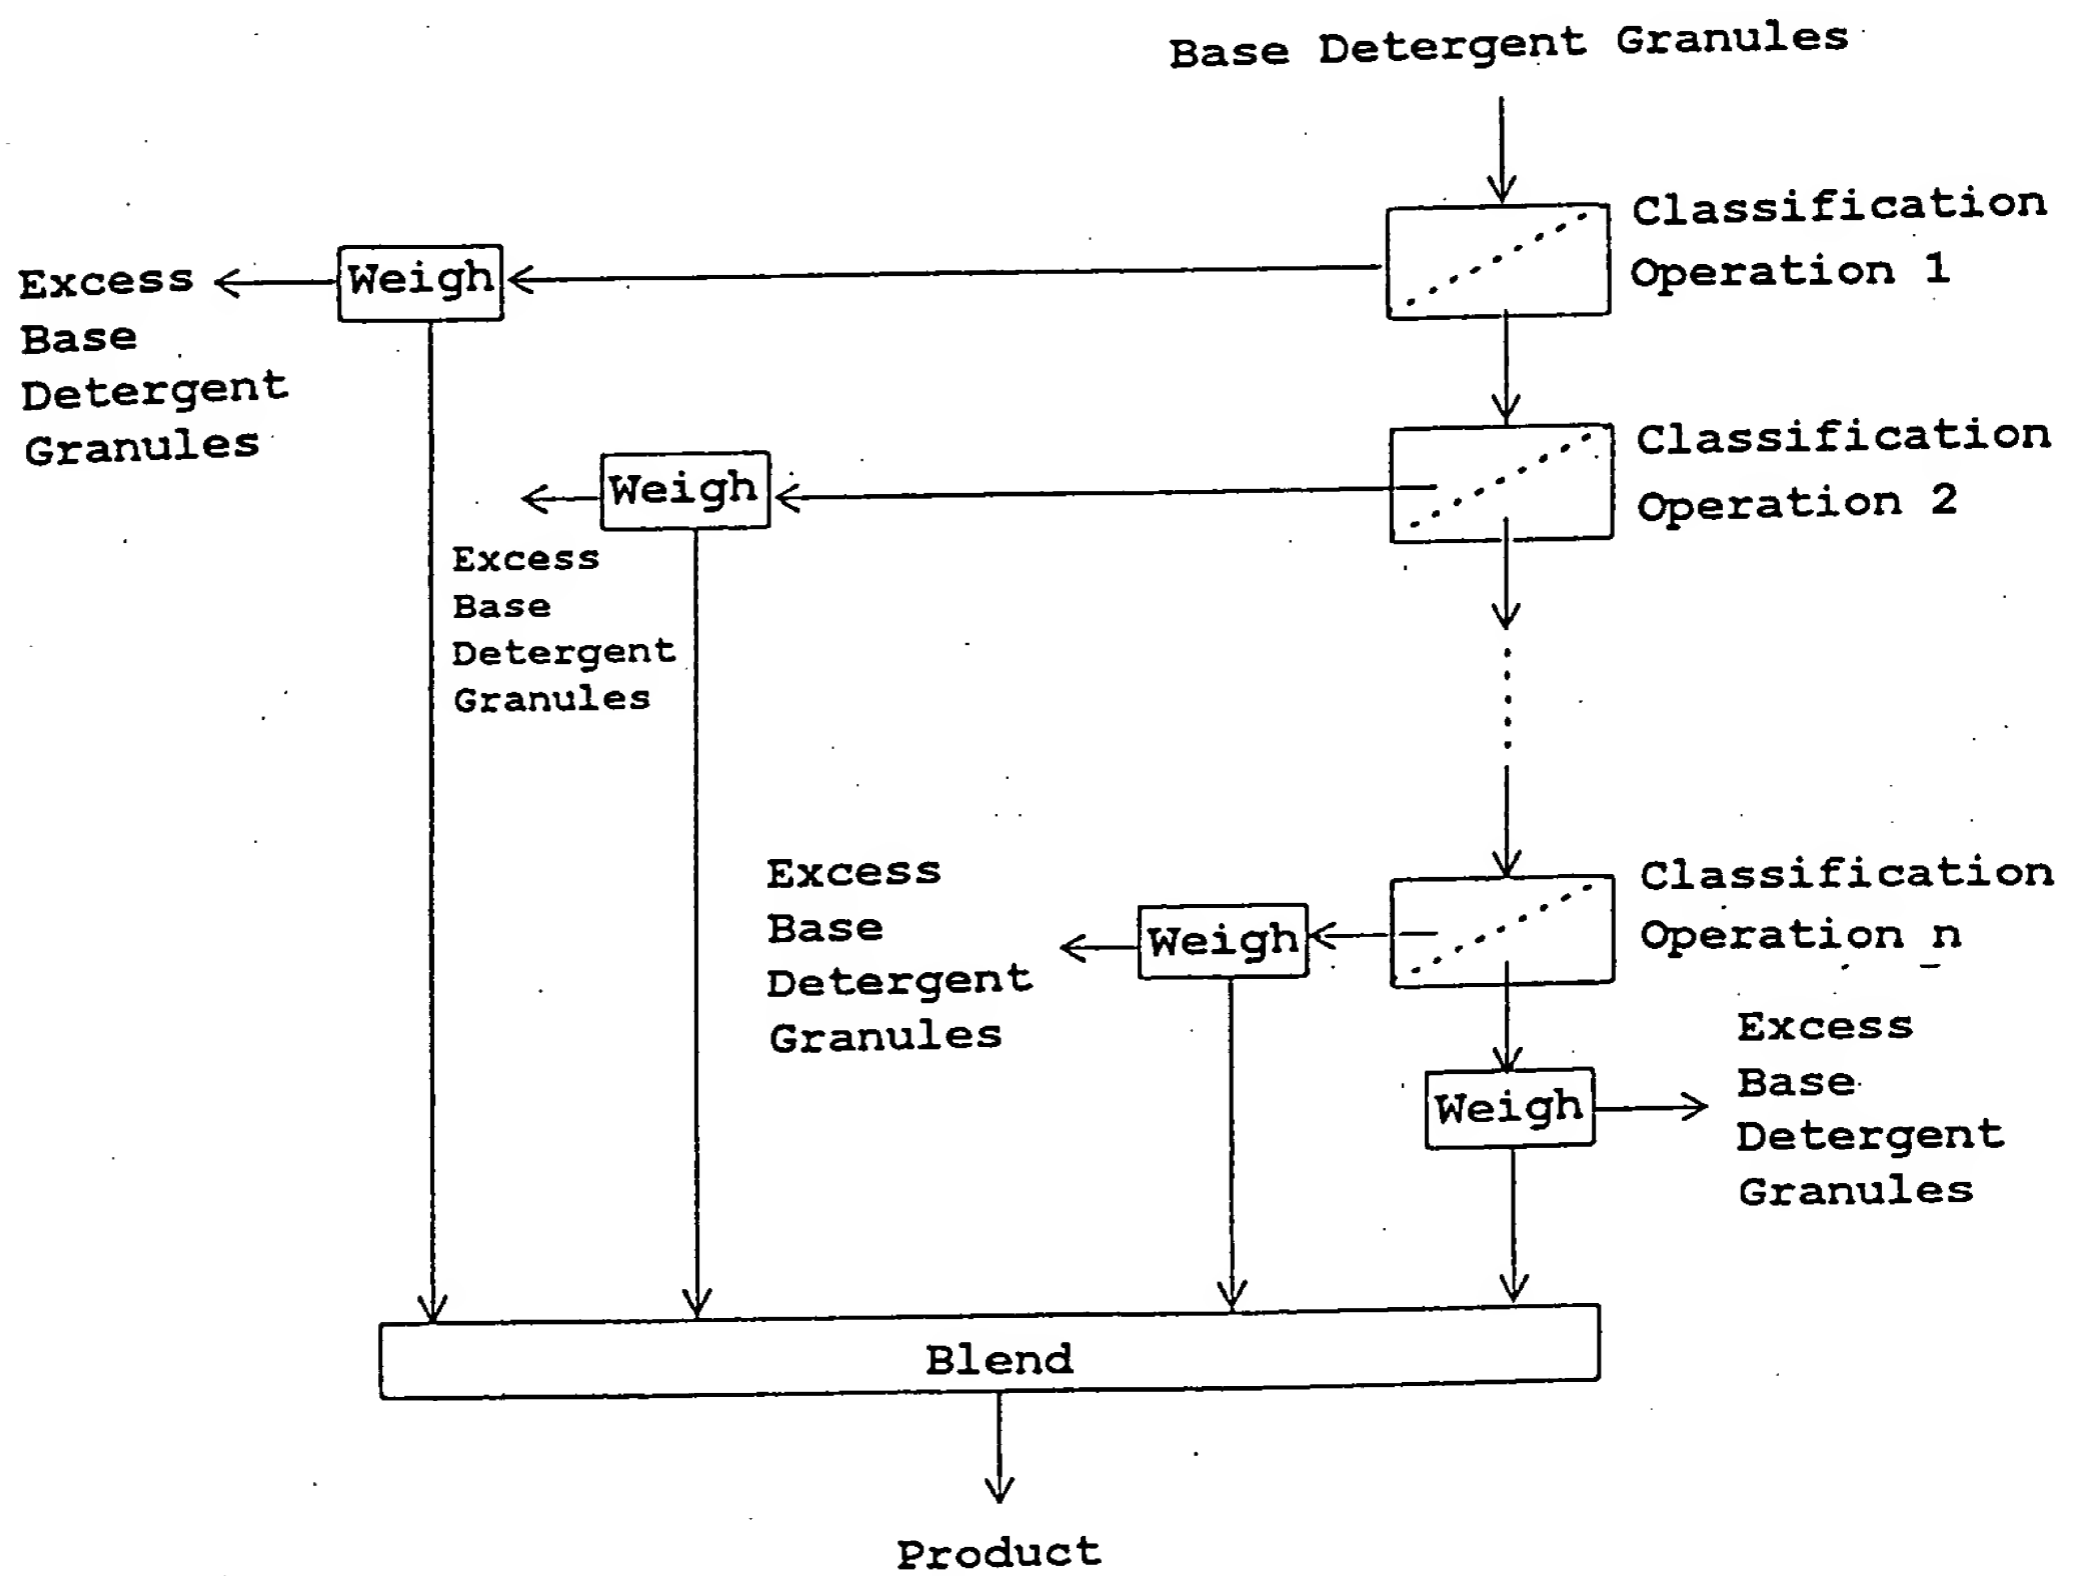 Base Detergent Granules
Classification
Operation 1
Weigh
Excess
Base
Detergent
Granules
Classification
Operation 2
Weigh
Excess
Base
Detergent
Granules
Classification
Operation n
Weigh
Excess
Base
Detergent
Granules
Weigh
Excess
Base
Detergent
Granules
Blend
Product